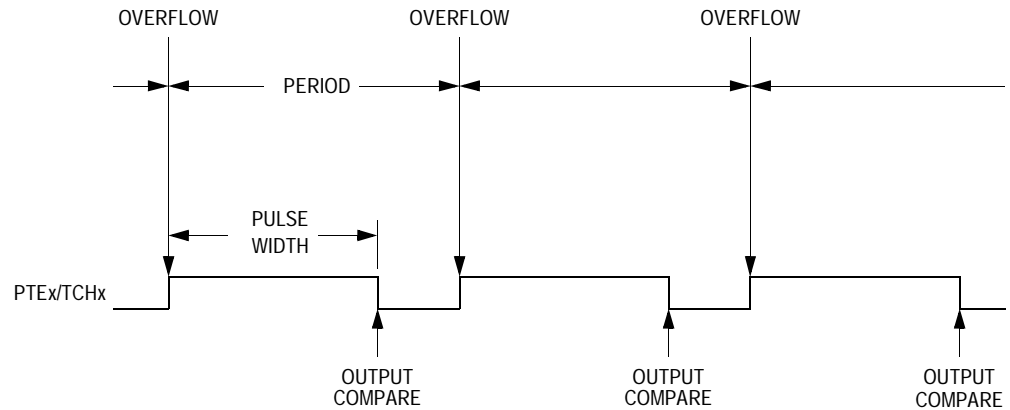 OVERFLOW OVERFLOW OVERFLOW
PERIOD
PULSE
WIDTH
PTEx/TCHx
OUTPUT
COMPARE
OUTPUT
COMPARE
OUTPUT
COMPARE